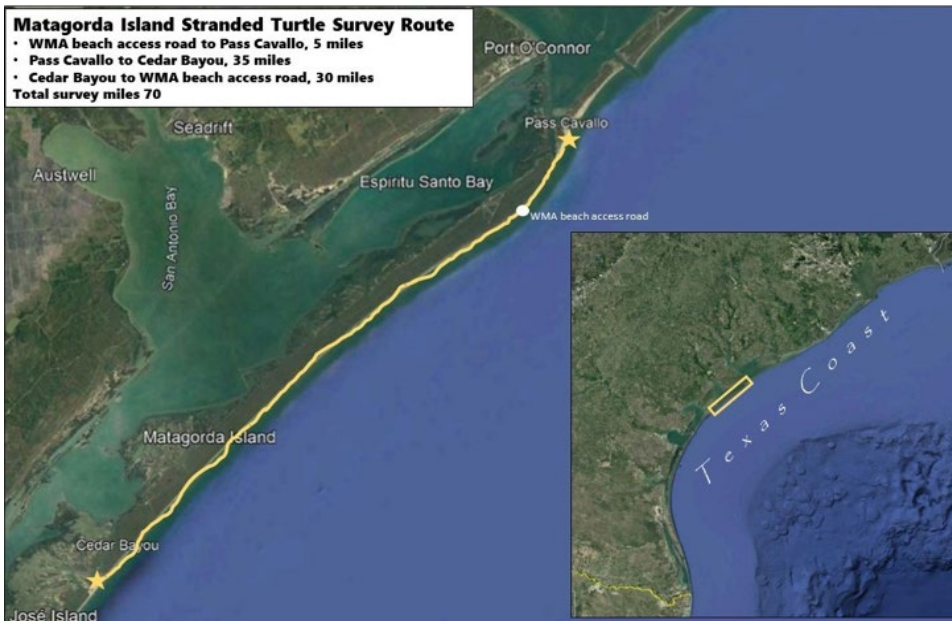 Matagorda Island Stranded Turtle Survey Route
• WMA beach access road to Pass Cavallo, 5 miles
• Pass Cavallo to Cedar Bayou, 35 miles
• Cedar Bayou to WMA beach access road, 30 miles
Total survey miles 70
Port O'Connor
Seadrift
Pass Cavallo
Austwell
Espiritu Santo Bay
San Antonio Bay
WMA beach access road
Texas Coast
Matagorda Island
Cedar Bayou
José Island